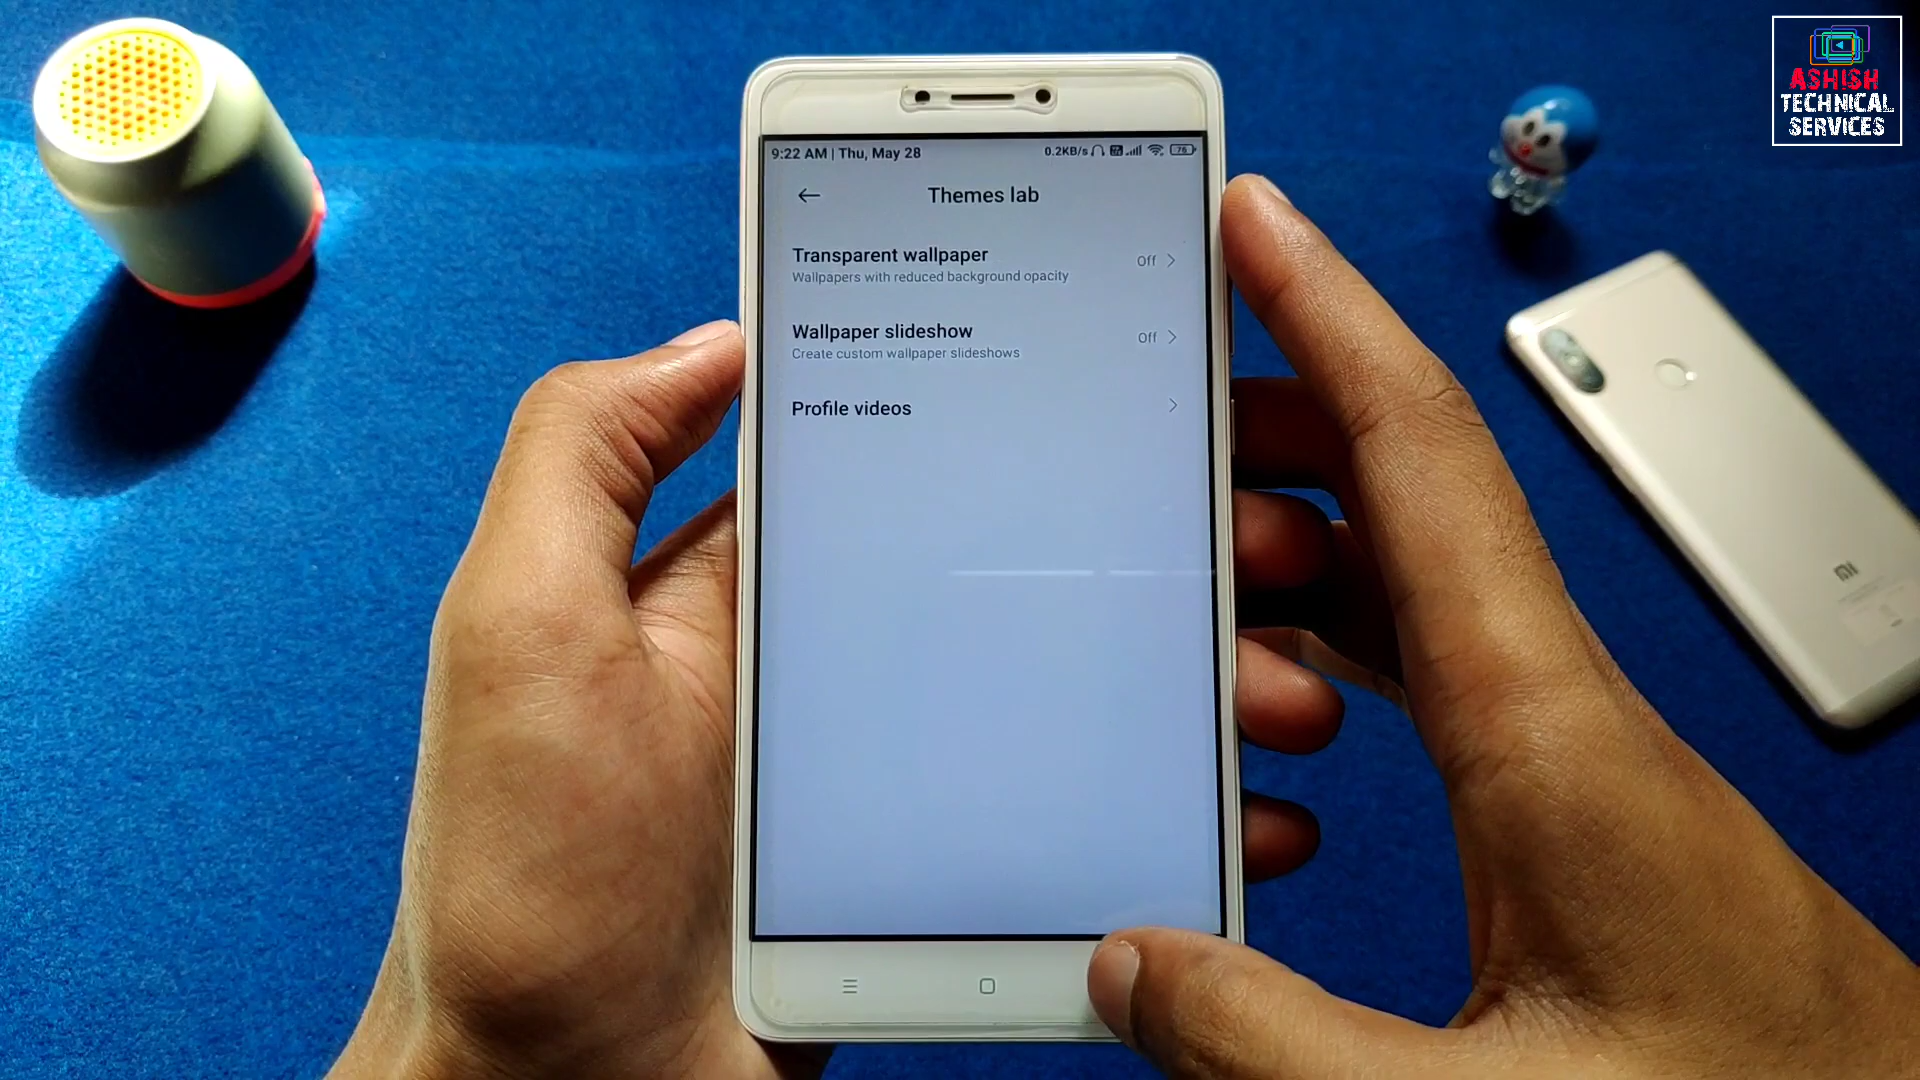 ASHISH
TECHNICAL
SERVICES
9:22 AM | Thu, May 28
0.2KB/s
76
Themes lab
Transparent wallpaper
Off
Wallpapers with reduced background opacity
Wallpaper slideshow
Off
Create custom wallpaper slideshows
Profile videos